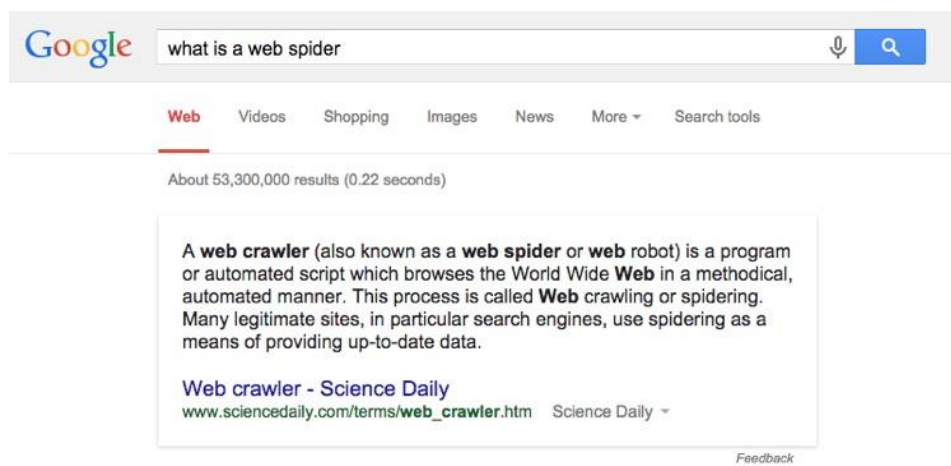 Google what is a web spider
Web Videos Shopping Images News More Search tools
About 53,300,000 results (0.22 seconds)
A web crawler (also known as a web spider or web robot) is a program
or automated script which browses the World Wide Web in a methodical,
automated manner. This process is called Web crawling or spidering.
Many legitimate sites, in particular search engines, use spidering as a
means of providing up-to-date data.
Web crawler - Science Daily
www.sciencedaily.com/terms/web_crawler.htm Science Daily
Feedback